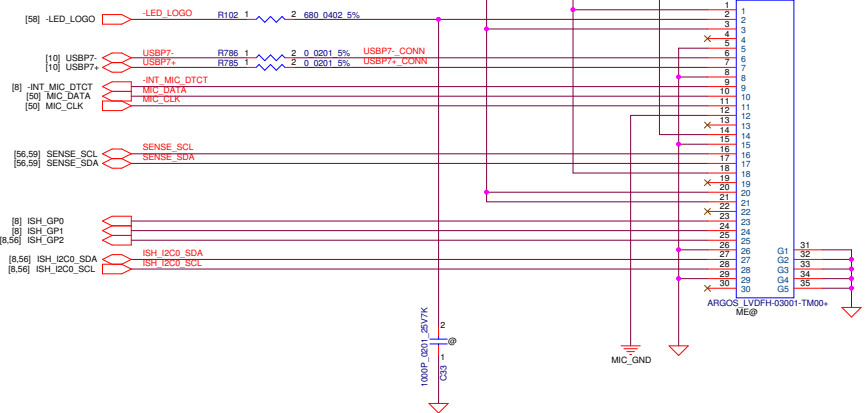 [58] -LED_LOGO -LED_LOGO R102 1 2 680_0402_5%
[10] USBP7- USBP7- R786 1 2 0_0201_5% USBP7-_CONN
[10] USBP7+ USBP7+ R785 1 2 0_0201_5% USBP7+_CONN
[8] -INT_MIC_DTCT -INT_MIC_DTCT
[50] MIC_DATA MIC_DATA
[50] MIC_CLK MIC_CLK
[56,59] SENSE_SCL SENSE_SCL
[56,59] SENSE_SDA SENSE_SDA
[8] ISH_GP0
[8] ISH_GP1
[8,56] ISH_GP2
[8,56] ISH_I2C0_SDA ISH_I2C0_SDA
[8,56] ISH_I2C0_SCL ISH_I2C0_SCL
1 1
2 2
3 3
4 4
5 5
6 6
7 7
8 8
9 9
10 10
11 11
12 12
13 13
14 14
15 15
16 16
17 17
18 18
19 19
20 20
21 21
22 22
23 23
24 24
25 25
26 26
27 27
28 28
29 29
30 30
G1 31
G2 32
G3 33
G4 34
G5 35
ARGOS_LVDFH-03001-TM00+
ME@
1000P_0201_25V7K
2
@
1
C33
MIC_GND